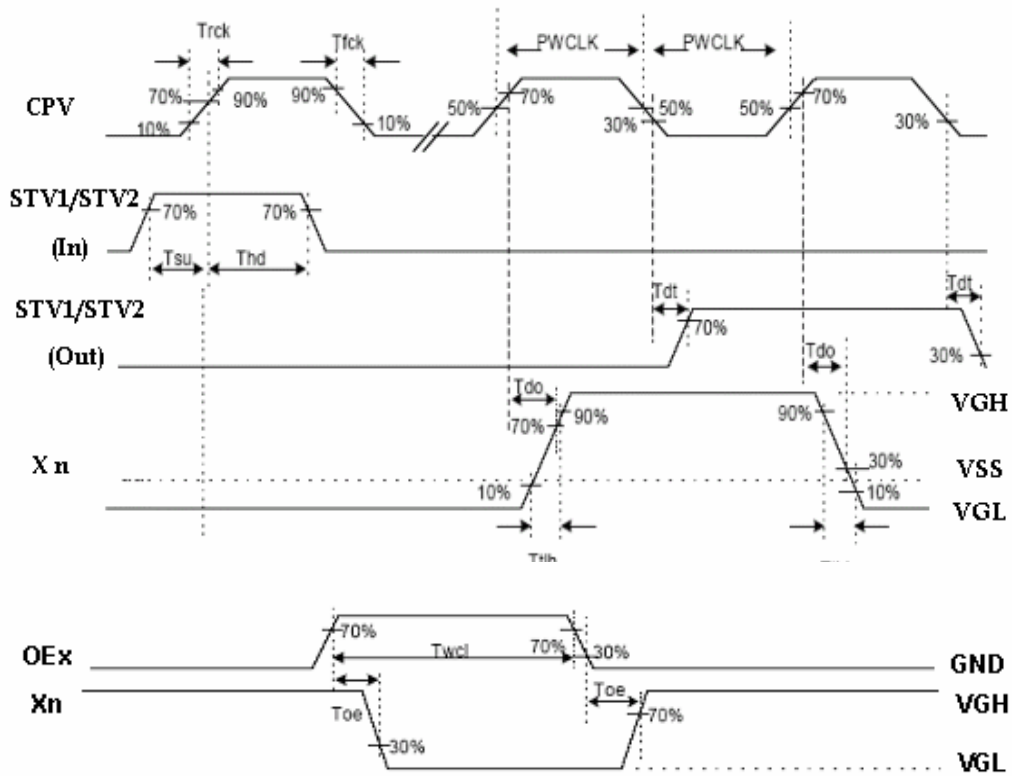 Trck
Tfck
PWCLK
PWCLK
CPV
70%
90%
90%
10%
10%
50%
70%
50%
30%
50%
70%
30%
STV1/STV2
(In)
70%
70%
Tsu
Thd
STV1/STV2
(Out)
Tdt
70%
Tdt
30%
Tdo
Tdo
X n
70%
90%
10%
90%
30%
10%
VGH
VSS
VGL
OEx
70%
Twcl
70%
30%
GND
Xn
Toe
30%
Toe
70%
VGH
VGL